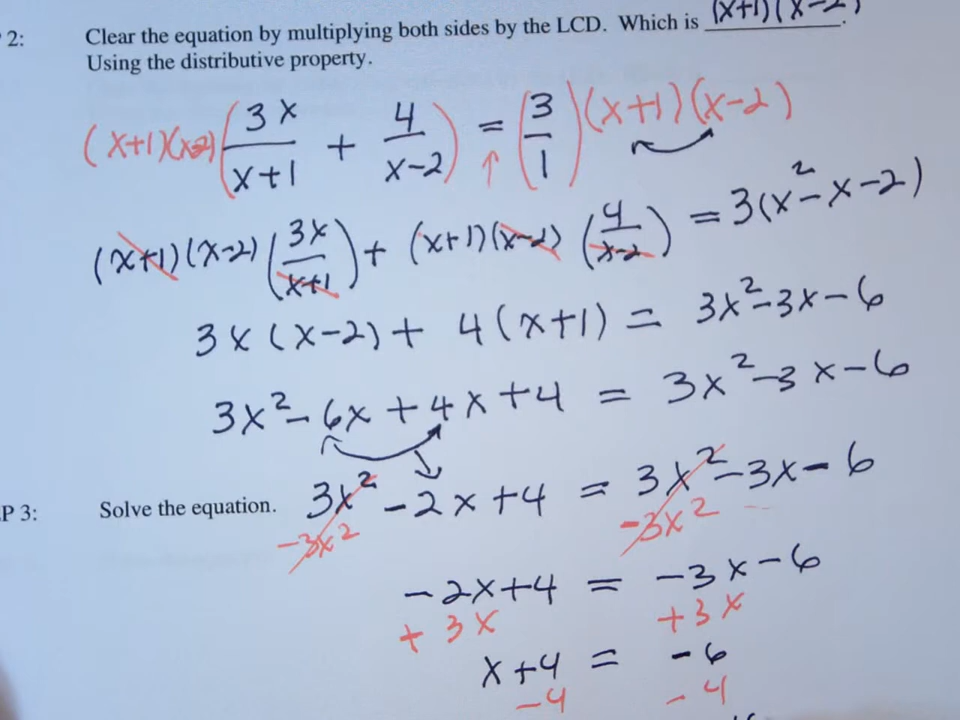 2: Clear the equation by multiplying both sides by the LCD. Which is (x+1)(x-2).
Using the distributive property.
(x+1)(x-2)(3x/x+1 + 4/x-2) = (3/1)(x+1)(x-2)
(x+1)(x-2)(3x/x+1) + (x+1)(x-2)(4/x-2) = 3(x²-x-2)
3x(x-2) + 4(x+1) = 3x²-3x-6
3x²-6x+4x+4 = 3x²-3x-6
P 3: Solve the equation. 3x²-2x+4 = 3x²-3x-6
-3x² -3x²
-2x+4 = -3x-6
+3x +3x
x+4 = -6
-4 -4